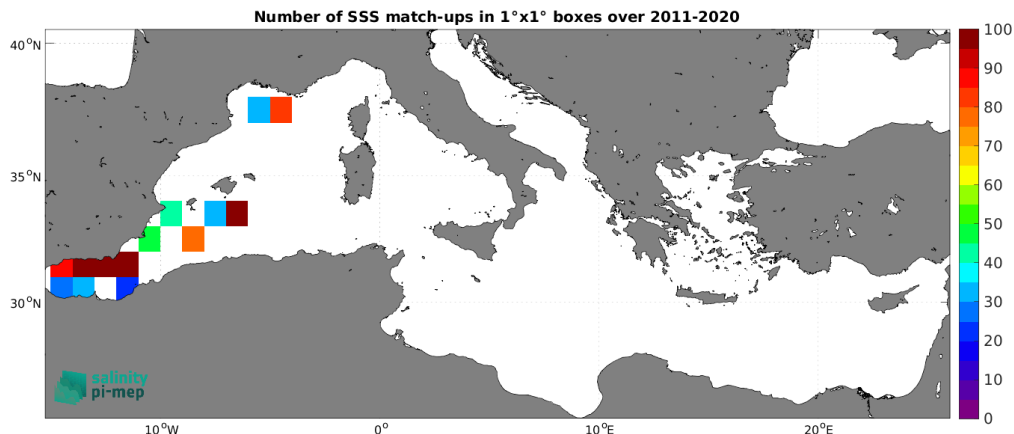 Number of SSS match-ups in 1°x1° boxes over 2011-2020
40°N
35°N
30°N
10°W
0°
10°E
20°E
100
90
80
70
60
50
40
30
20
10
0
salinity
pi-mep